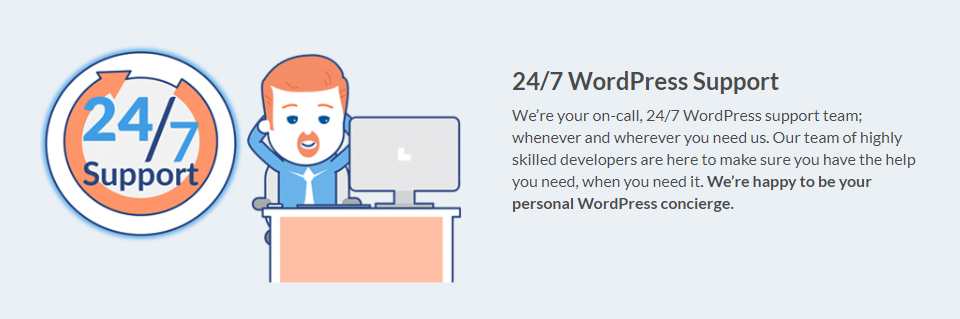 24/7
Support
24/7 WordPress Support
We’re your on-call, 24/7 WordPress support team;
whenever and wherever you need us. Our team of highly
skilled developers are here to make sure you have the help
you need, when you need it. We’re happy to be your
personal WordPress concierge.